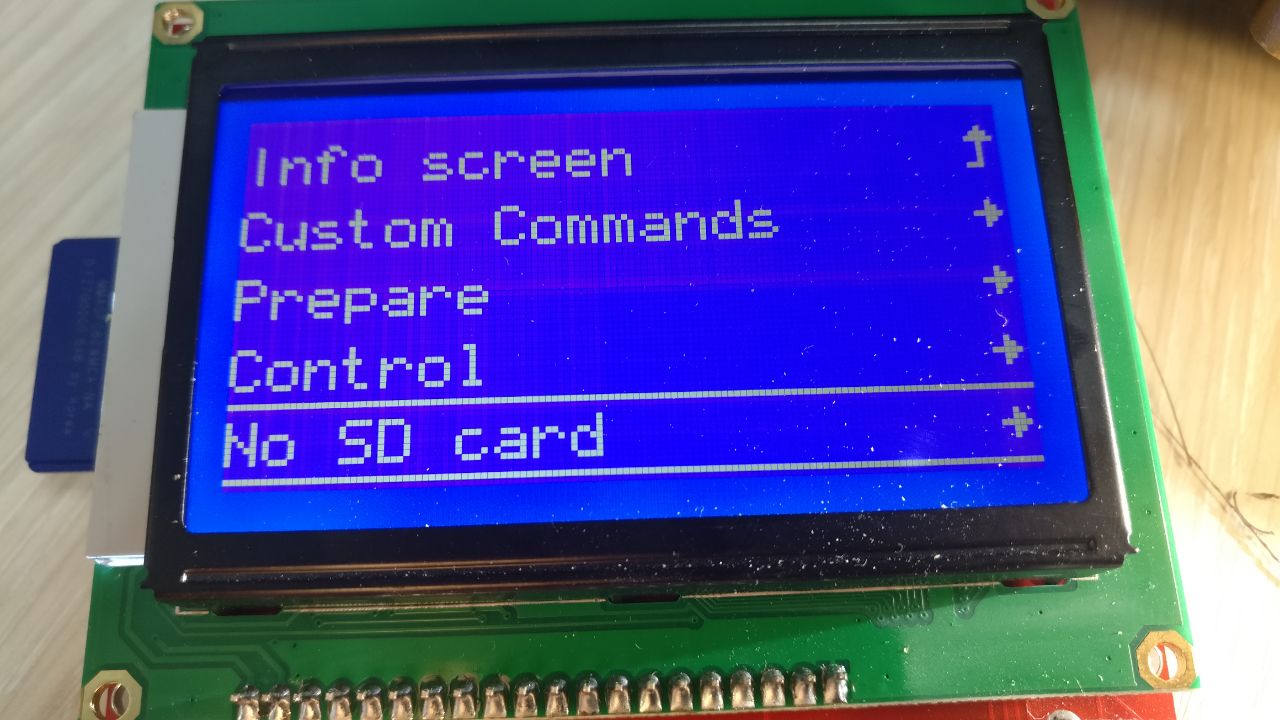 Info screen
Custom Commands
Prepare
Control
No SD card